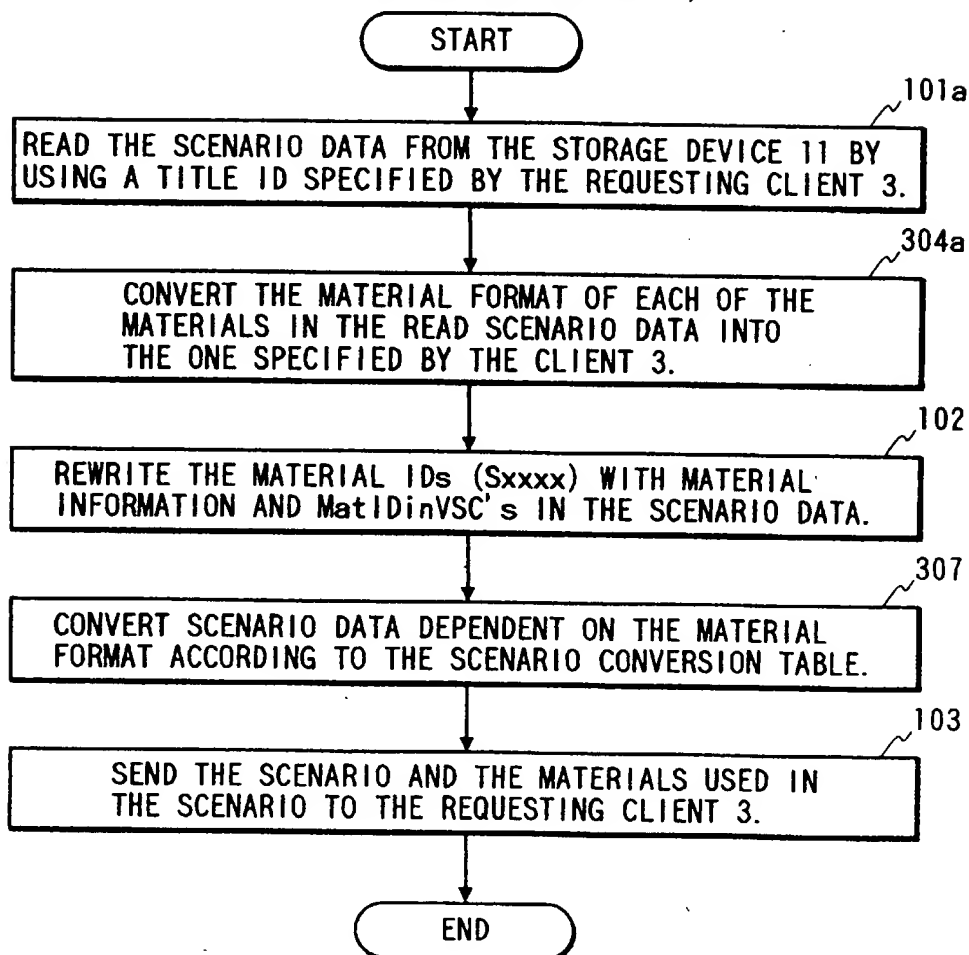 START
101a
READ THE SCENARIO DATA FROM THE STORAGE DEVICE 11 BY
USING A TITLE ID SPECIFIED BY THE REQUESTING CLIENT 3.
304a
CONVERT THE MATERIAL FORMAT OF EACH OF THE
MATERIALS IN THE READ SCENARIO DATA INTO
THE ONE SPECIFIED BY THE CLIENT 3.
102
REWRITE THE MATERIAL IDs (Sxxxx) WITH MATERIAL
INFORMATION AND MatIDinVSC's IN THE SCENARIO DATA.
307
CONVERT SCENARIO DATA DEPENDENT ON THE MATERIAL
FORMAT ACCORDING TO THE SCENARIO CONVERSION TABLE.
103
SEND THE SCENARIO AND THE MATERIALS USED IN
THE SCENARIO TO THE REQUESTING CLIENT 3.
END